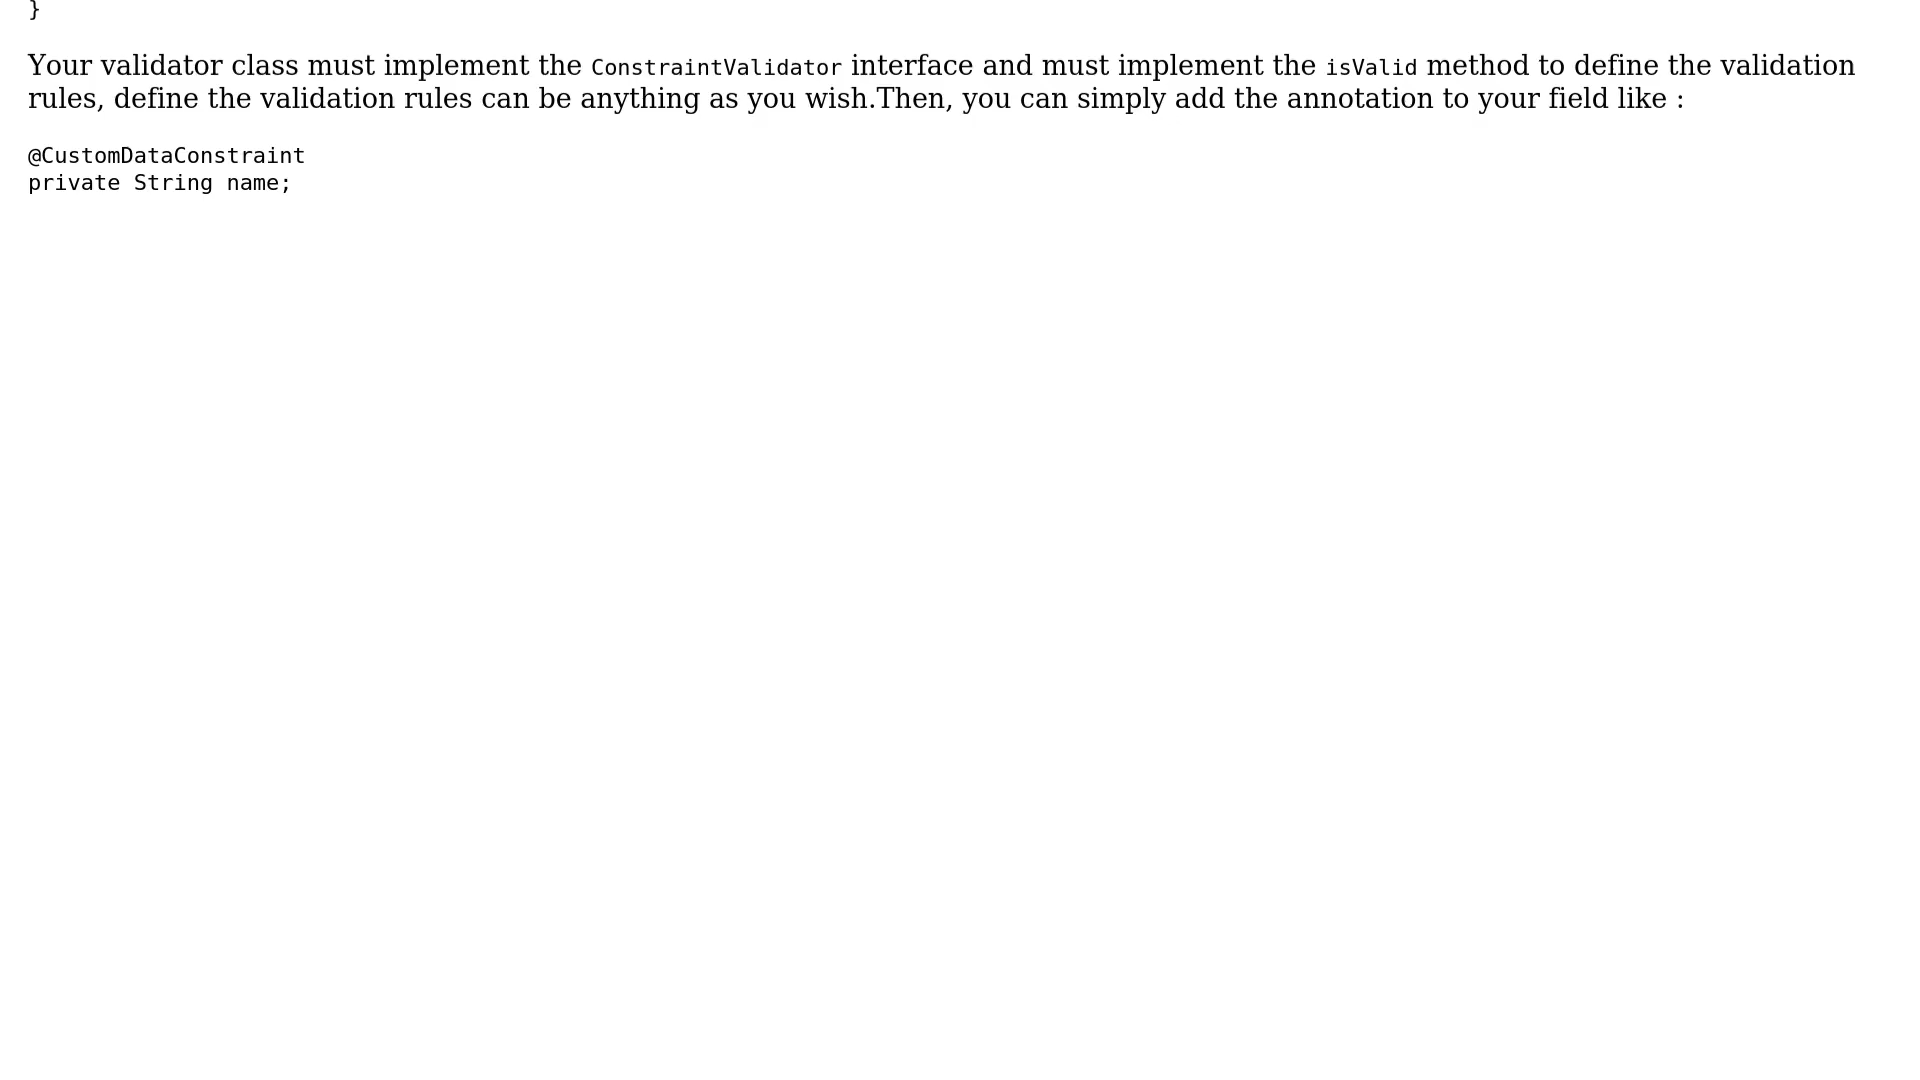 }
Your validator class must implement the ConstraintValidator interface and must implement the isValid method to define the validation
rules, define the validation rules can be anything as you wish.Then, you can simply add the annotation to your field like :
@CustomDataConstraint
private String name;